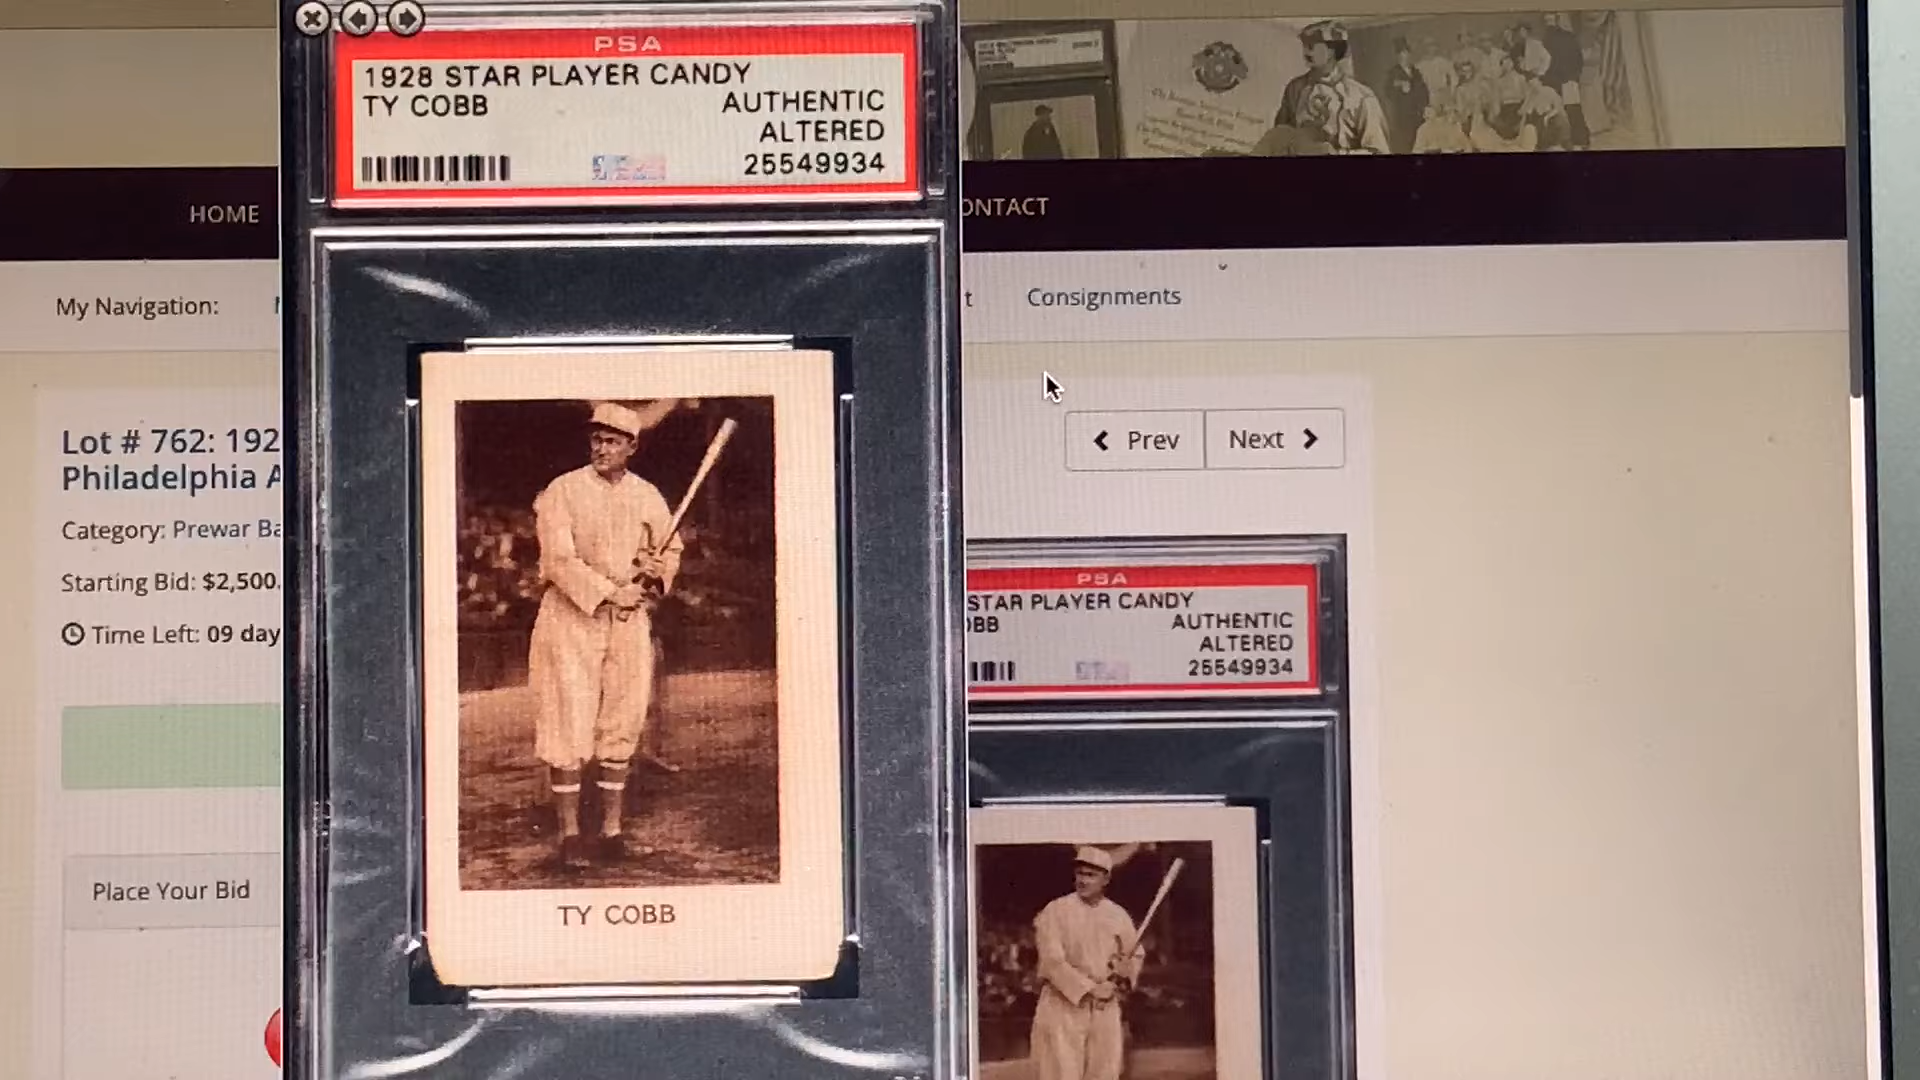 PSA
1928 STAR PLAYER CANDY
TY COBB
AUTHENTIC
ALTERED
25549934
HOME
ONTACT
My Navigation:
t
Consignments
Lot # 762: 192
Philadelphia A
Category: Prewar Ba
Starting Bid: $2,500.
Time Left: 09 day
Prev
Next
Place Your Bid
TY COBB
PSA
STAR PLAYER CANDY
OBB
AUTHENTIC
ALTERED
25549934